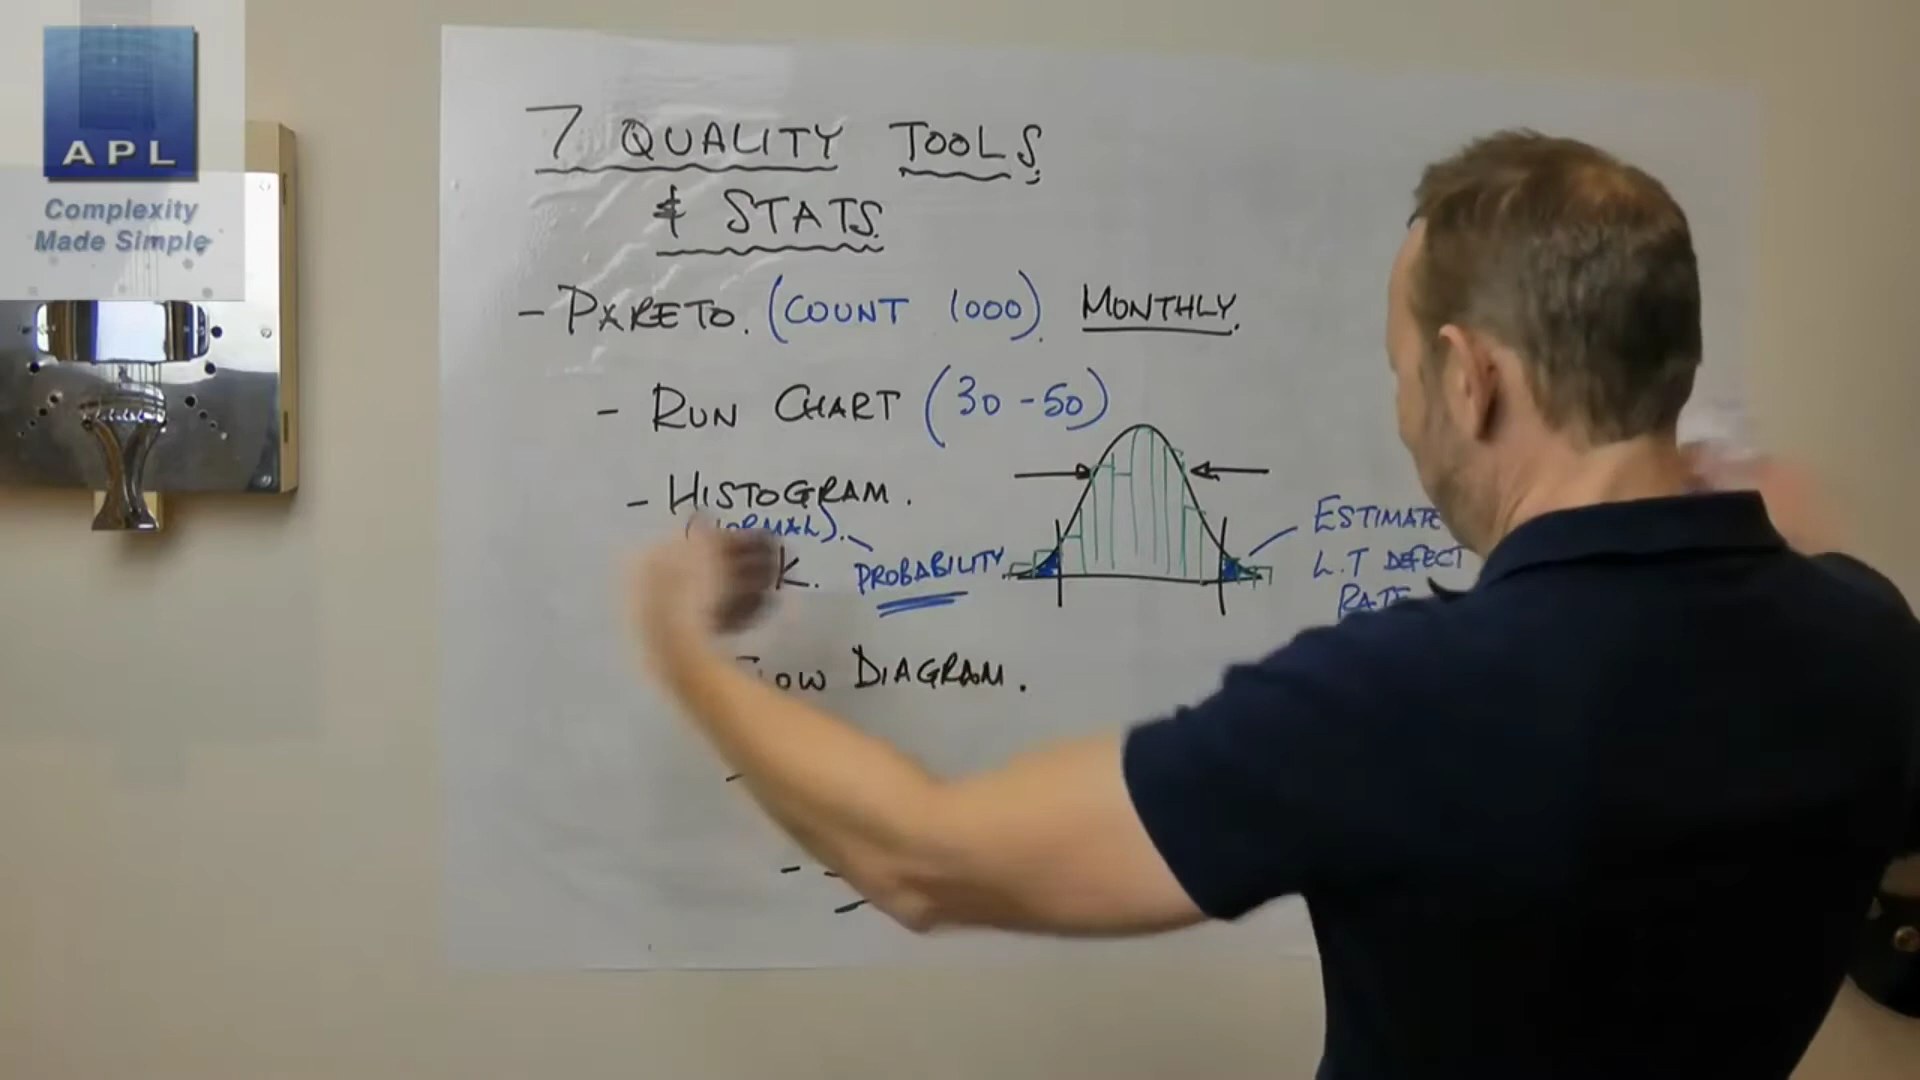 APL
Complexity
Made Simple
7 QUALITY TOOLS
& STATS.
- PARETO. (COUNT 1000). MONTHLY.
- RUN CHART (30-50)
- HISTOGRAM.
(NORMAL).
K. PROBABILITY
ESTIMATE
L.T DEFECT
RATE
FLOW DIAGRAM.